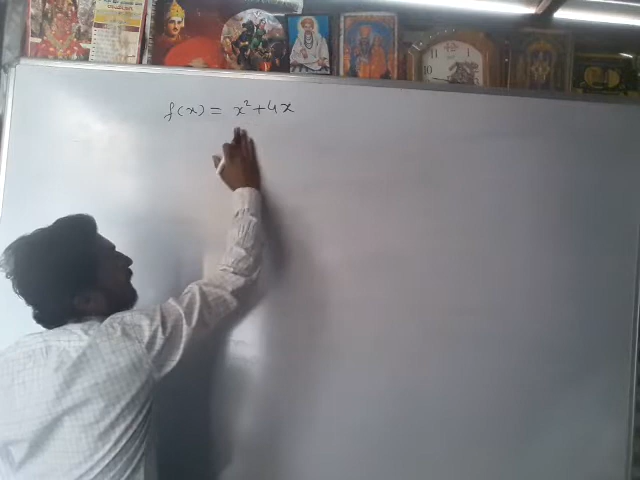 f(x) = x² + 4x